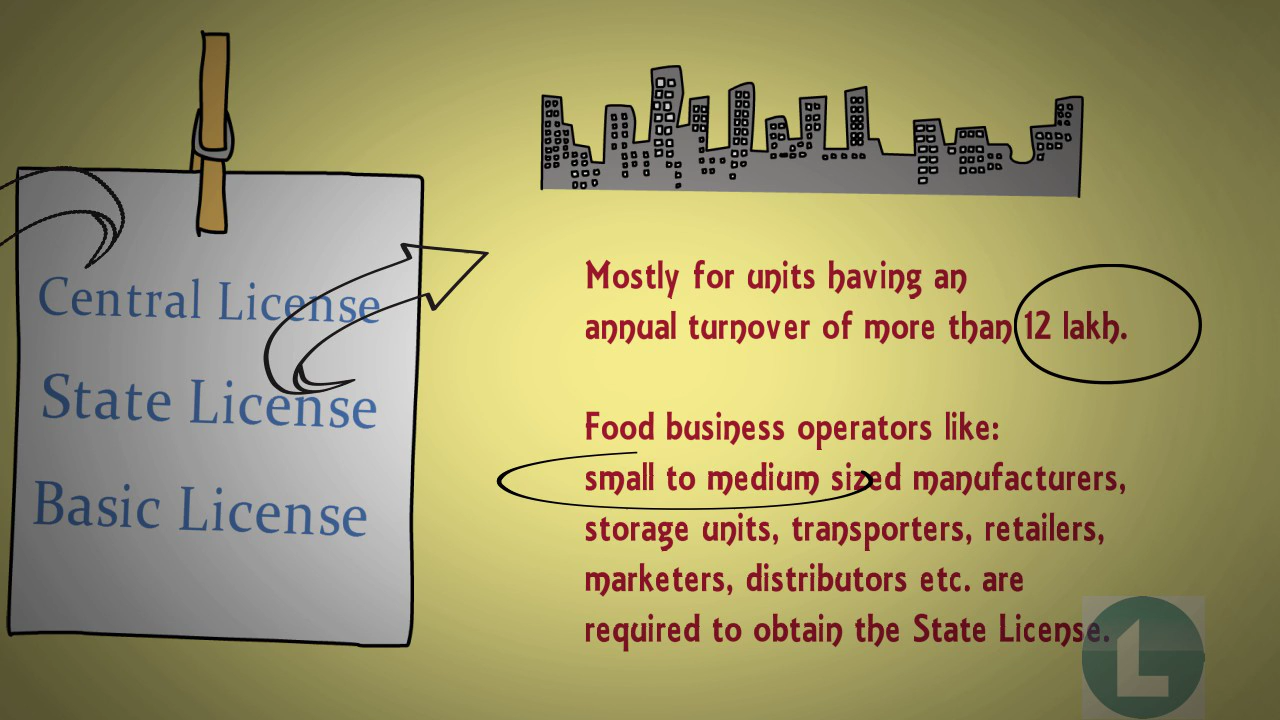 Central License
State License
Basic License
Mostly for units having an
annual turnover of more than 12 lakh.
Food business operators like:
small to medium sized manufacturers,
storage units, transporters, retailers,
marketers, distributors etc. are
required to obtain the State License.
L